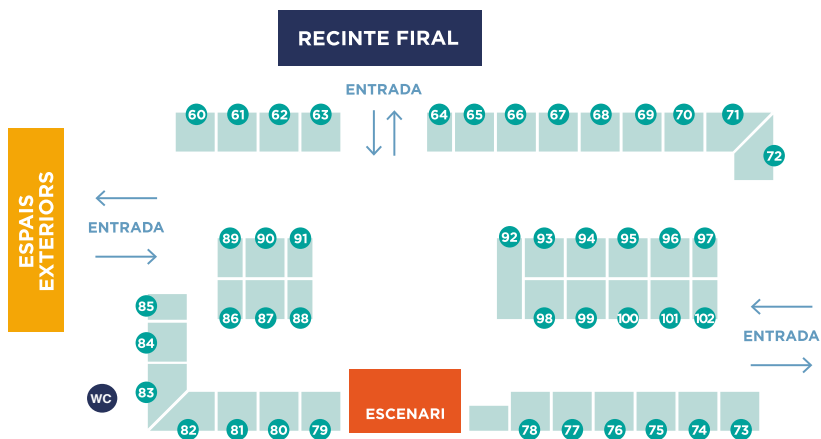 RECINTE FIRAL
ENTRADA
60 61 62 63 64 65 66 67 68 69 70 71
72
ESPAIS
EXTERIORS
ENTRADA
89 90 91 92 93 94 95 96 97
86 87 88 98 99 100 101 102
85
84
83
ENTRADA
WC
ESCENARI
82 81 80 79 78 77 76 75 74 73